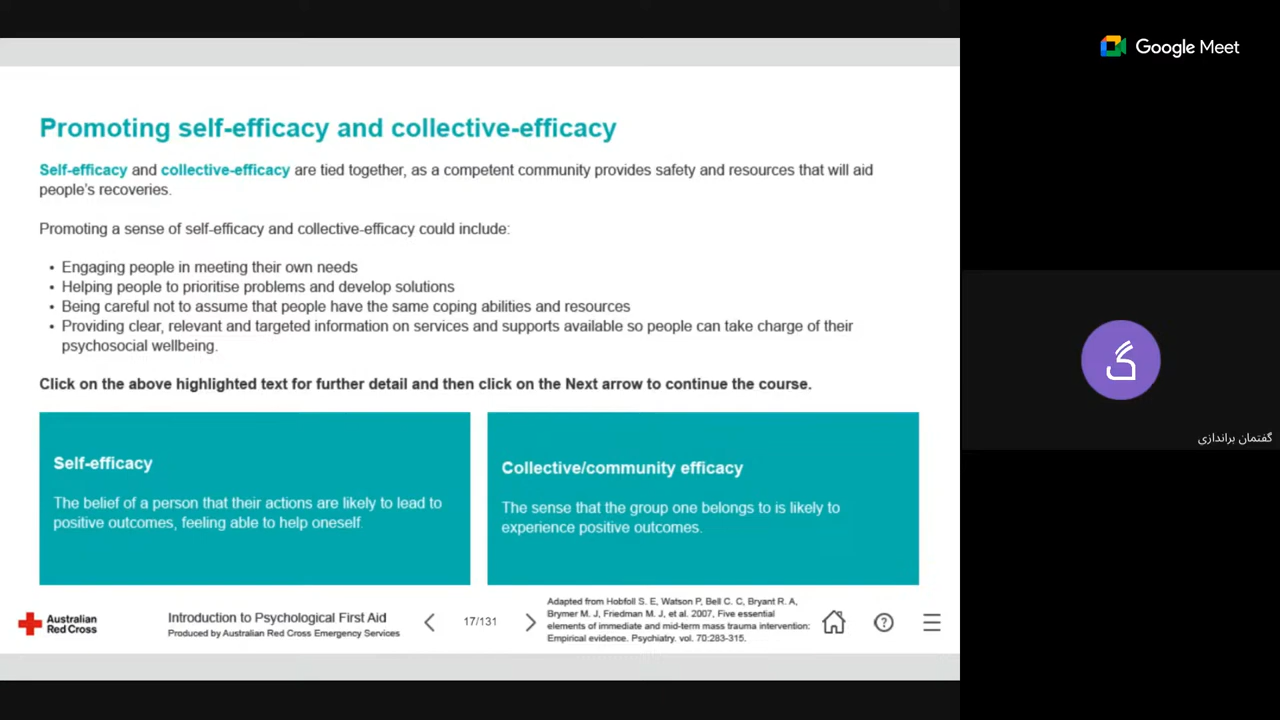 Google Meet
Promoting self-efficacy and collective-efficacy
Self-efficacy and collective-efficacy are tied together, as a competent community provides safety and resources that will aid
people's recoveries.
Promoting a sense of self-efficacy and collective-efficacy could include:
• Engaging people in meeting their own needs
• Helping people to prioritise problems and develop solutions
• Being careful not to assume that people have the same coping abilities and resources
• Providing clear, relevant and targeted information on services and supports available so people can take charge of their
psychosocial wellbeing.
Click on the above highlighted text for further detail and then click on the Next arrow to continue the course.
Self-efficacy
The belief of a person that their actions are likely to lead to
positive outcomes, feeling able to help oneself.
Collective/community efficacy
The sense that the group one belongs to is likely to
experience positive outcomes.
گ
گفتمان براندازی
Australian
Red Cross
Introduction to Psychological First Aid
Produced by Australian Red Cross Emergency Services
17/131
Adapted from Hobfoll S. E, Watson P, Bell C. C, Bryant R. A,
Brymer M. J, Friedman M. J, et al. 2007, Five essential
elements of immediate and mid-term mass trauma intervention:
Empirical evidence. Psychiatry. vol. 70:283-315.
?